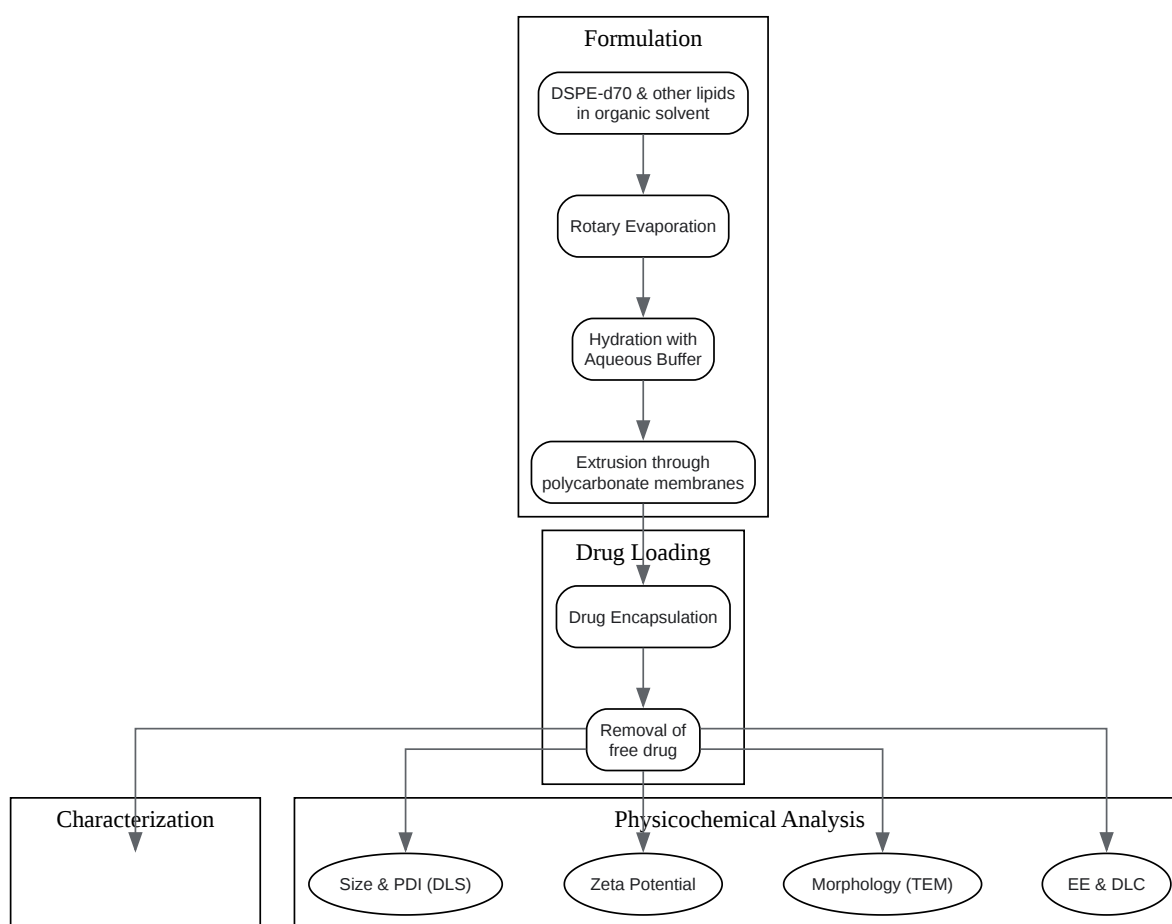 Formulation
DSPE-d70 & other lipids
in organic solvent
Rotary Evaporation
Hydration with
Aqueous Buffer
Extrusion through
polycarbonate membranes
Drug Loading
Drug Encapsulation
Removal of
free drug
Characterization
Physicochemical Analysis
Size & PDI (DLS)
Zeta Potential
Morphology (TEM)
EE & DLC